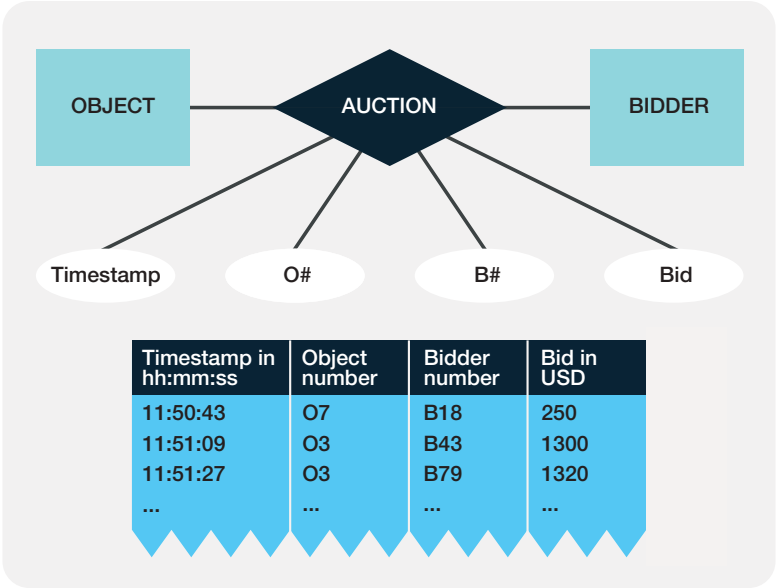 OBJECT
AUCTION
BIDDER
Timestamp
O#
B#
Bid
Timestamp in hh:mm:ss
Object number
Bidder number
Bid in USD
11:50:43 O7 B18 250
11:51:09 O3 B43 1300
11:51:27 O3 B79 1320
... ... ... ...